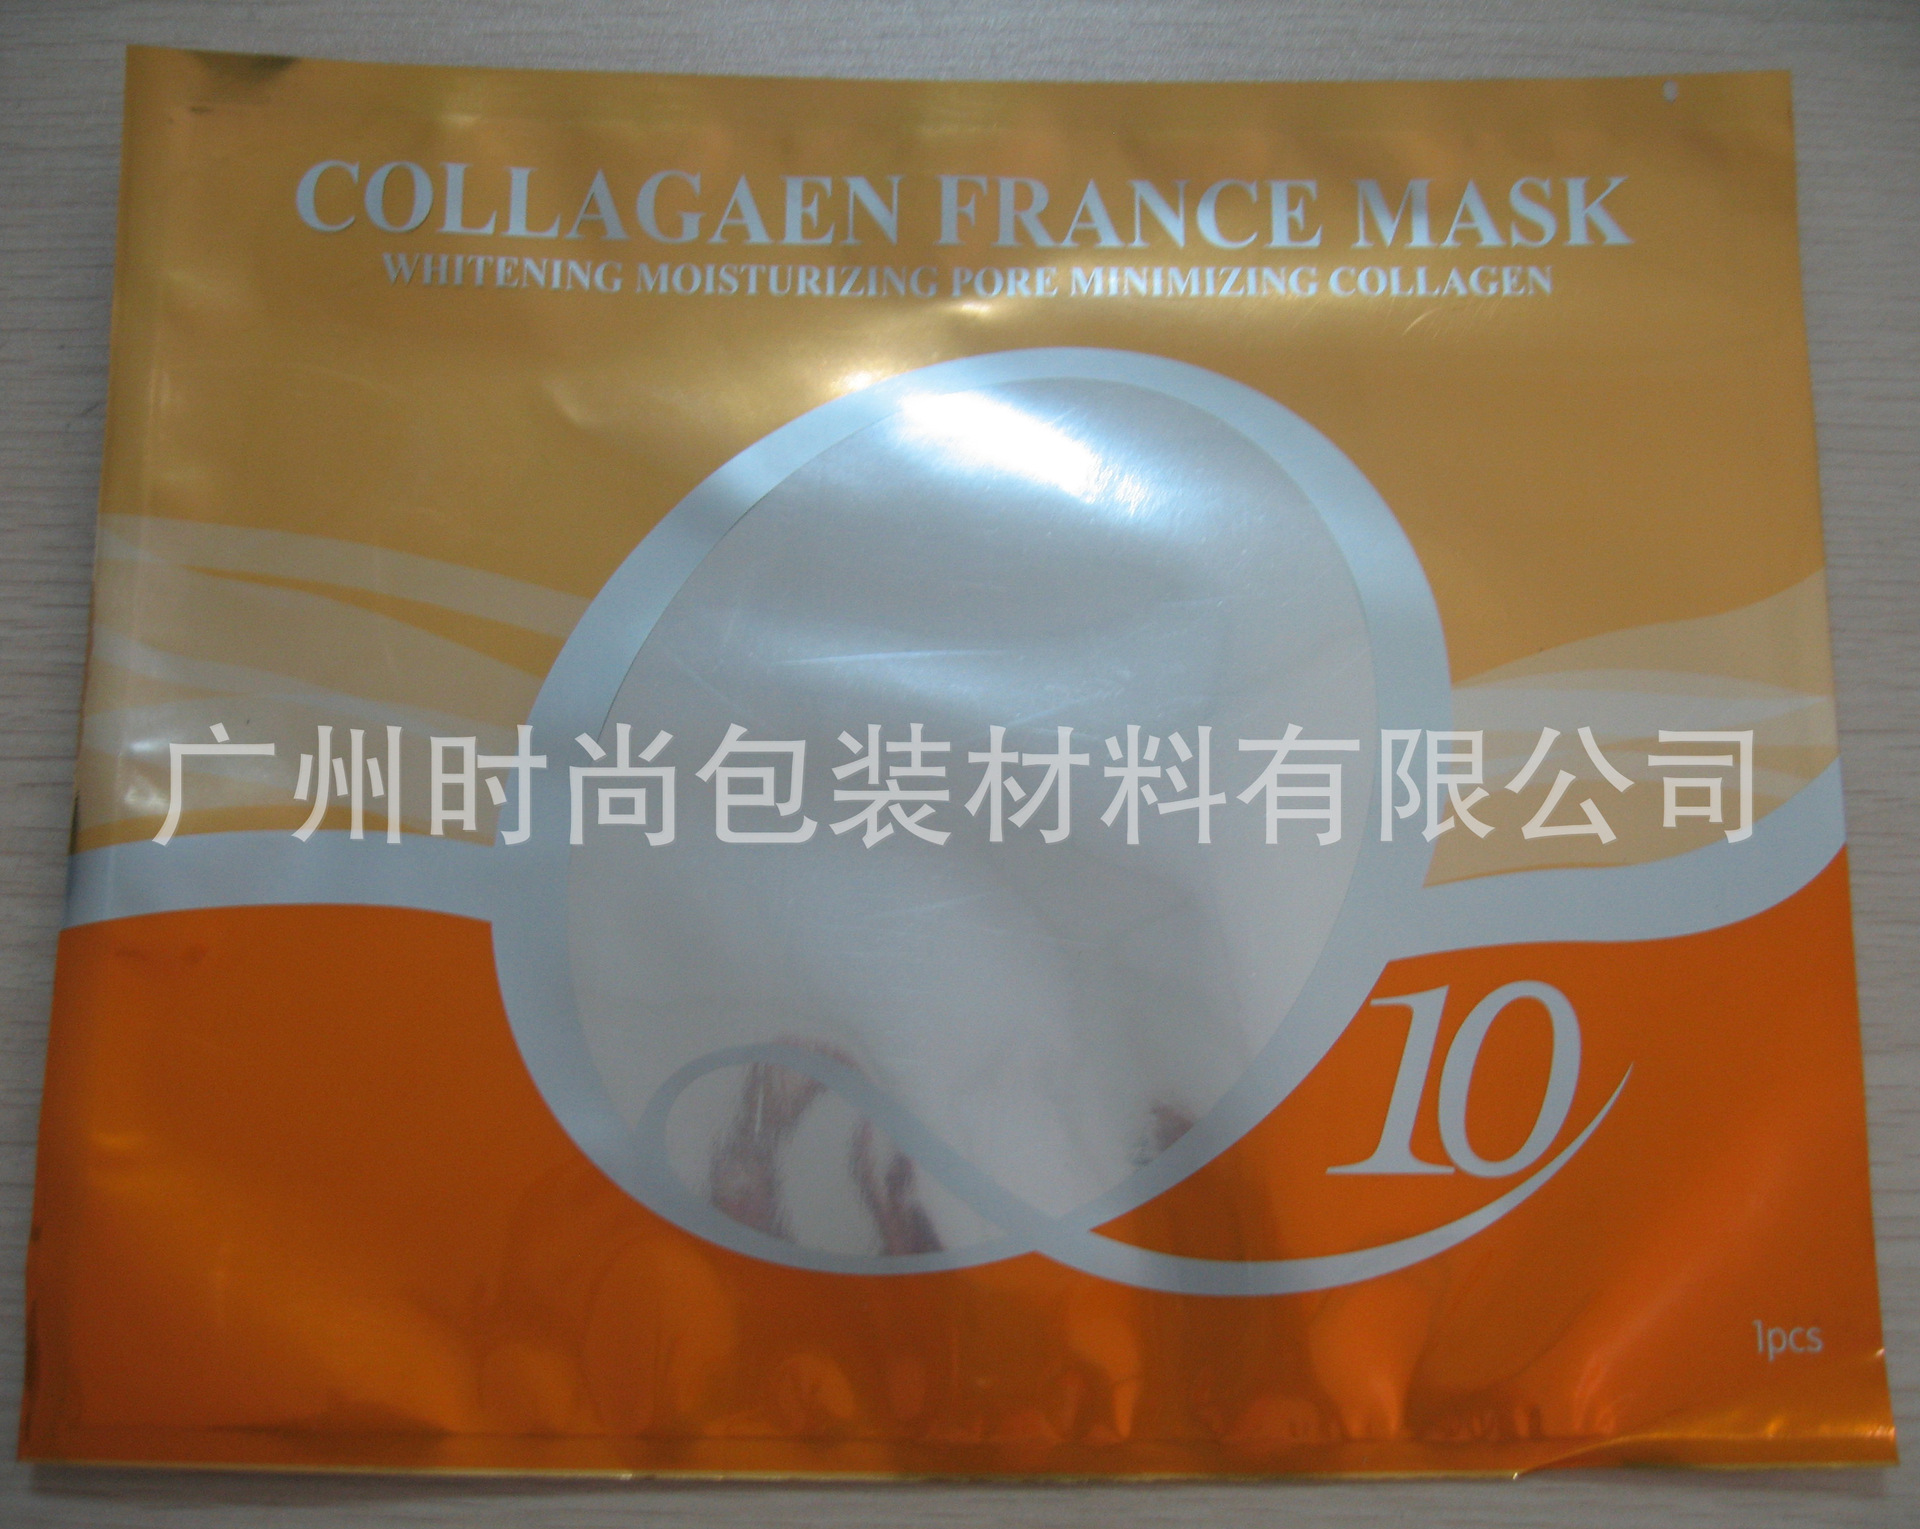 COLLAGAEN FRANCE MASK
WHITENING MOISTURIZING PORE MINIMIZING COLLAGEN
广州时尚包装材料有限公司
10
1pcs